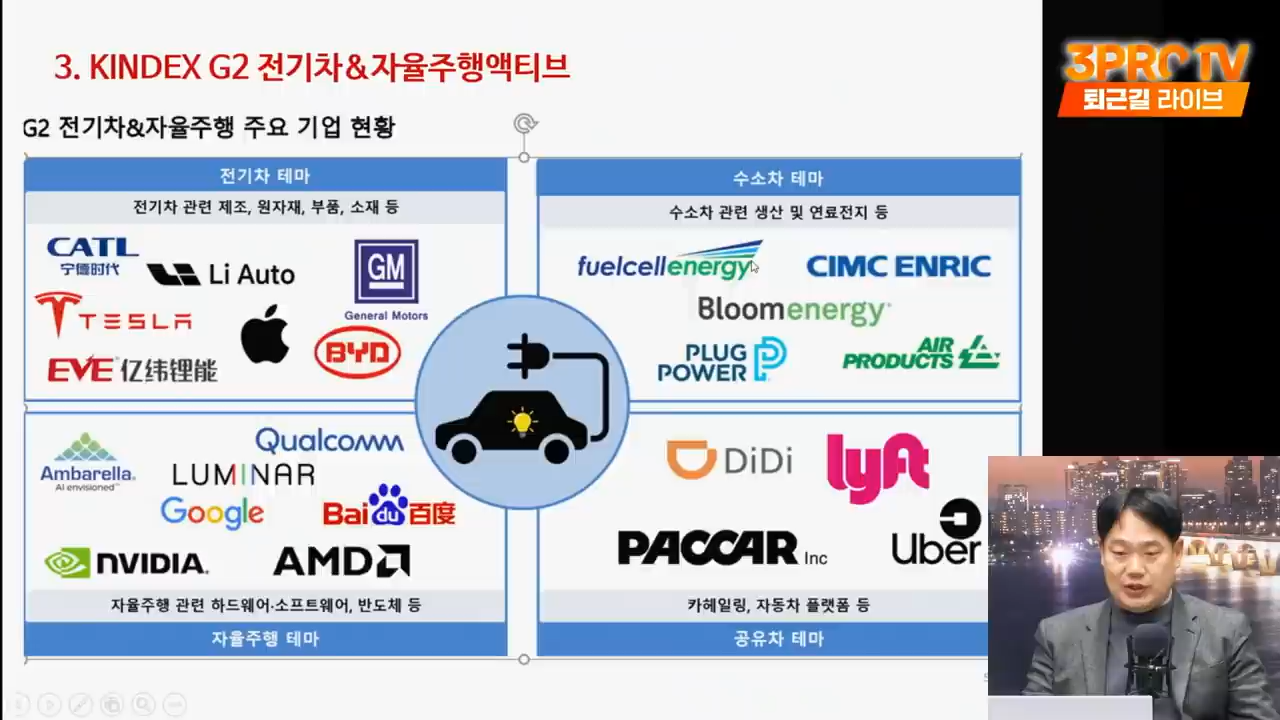 3. KINDEX G2 전기차&자율주행액티브
3PRO TV
퇴근길 라이브
G2 전기차&자율주행 주요 기업 현황
전기차 테마
전기차 관련 제조, 원자재, 부품, 소재 등
CATL
宁德时代
Li Auto
GM
General Motors
TESLA
BYD
EVE 亿纬锂能
수소차 테마
수소차 관련 생산 및 연료전지 등
fuelcellenergy
CIMC ENRIC
Bloomenergy
PLUG POWER
AIR PRODUCTS
Ambarella
AI envisioned™
Qualcomm
LUMINAR
Google
Bai du 百度
NVIDIA.
AMD
자율주행 관련 하드웨어·소프트웨어, 반도체 등
자율주행 테마
DiDi
lyft
PACCAR Inc
Uber
카헤일링, 자동차 플랫폼 등
공유차 테마